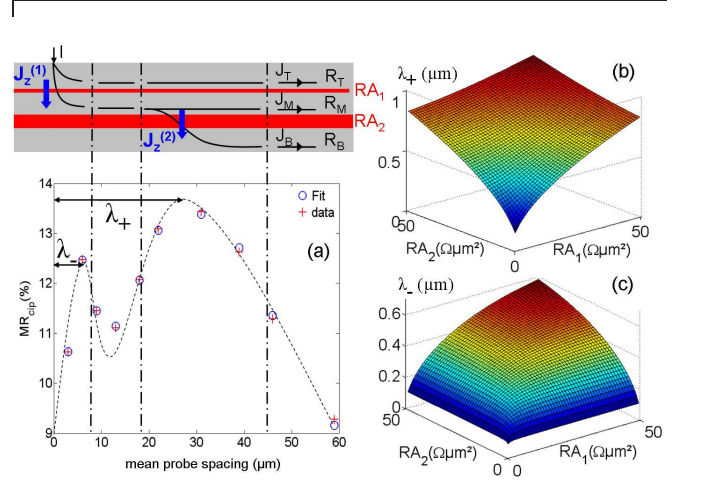 I
J_z^(1)
J_T R_T
RA_1
J_M R_M
RA_2
J_z^(2)
J_B R_B
14
13
12
11
10
9
MR_cip(%)
λ_+
λ_-
Fit
data
(a)
0 10 20 30 40 50 60
mean probe spacing (μm)
λ_+ (μm)
(b)
1
0.5
0
50
RA_2(Ωμm²)
0
RA_1(Ωμm²)
50
λ_- (μm)
(c)
0.6
0.4
0.2
0
50
RA_2(Ωμm²)
0 0
RA_1(Ωμm²)
50